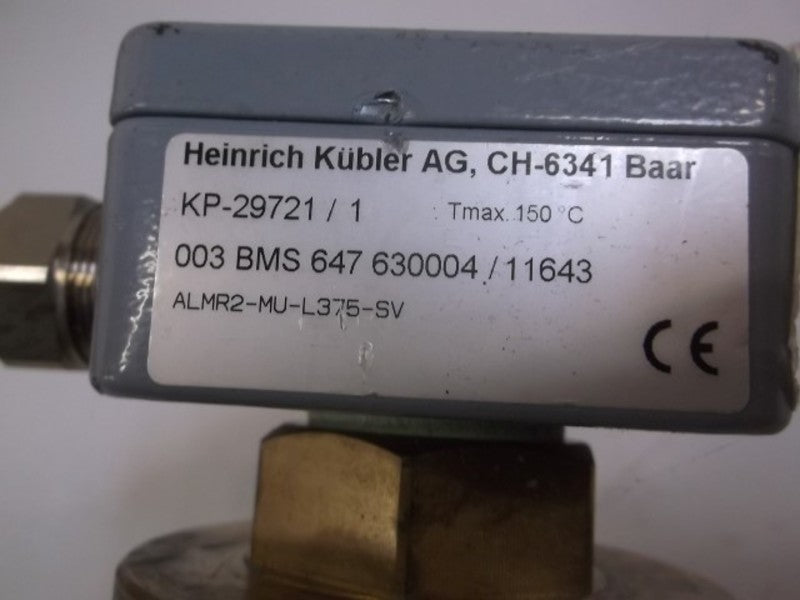 Heinrich Kübler AG, CH-6341 Baar
KP-29721 / 1 Tmax. 150 °C
003 BMS 647 630004 / 11643
ALMR2-MU-L375-SV
CE